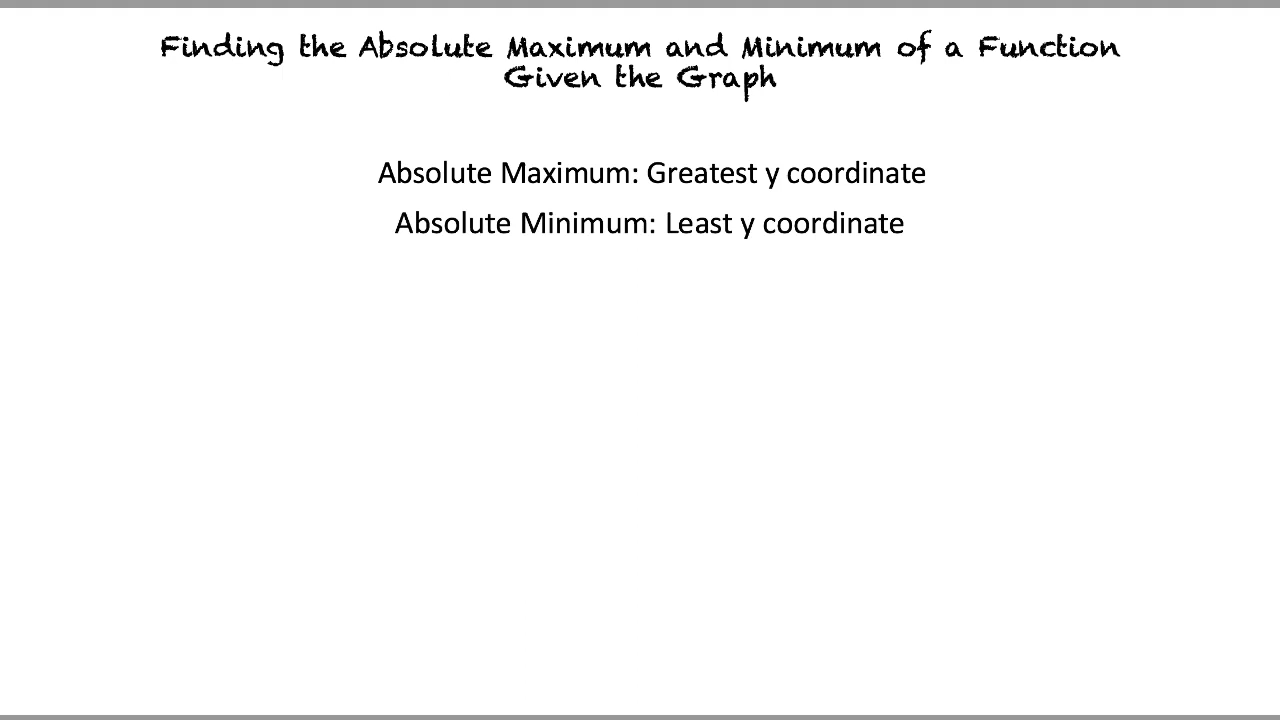 Finding the Absolute Maximum and Minimum of a Function
Given the Graph
Absolute Maximum: Greatest y coordinate
Absolute Minimum: Least y coordinate